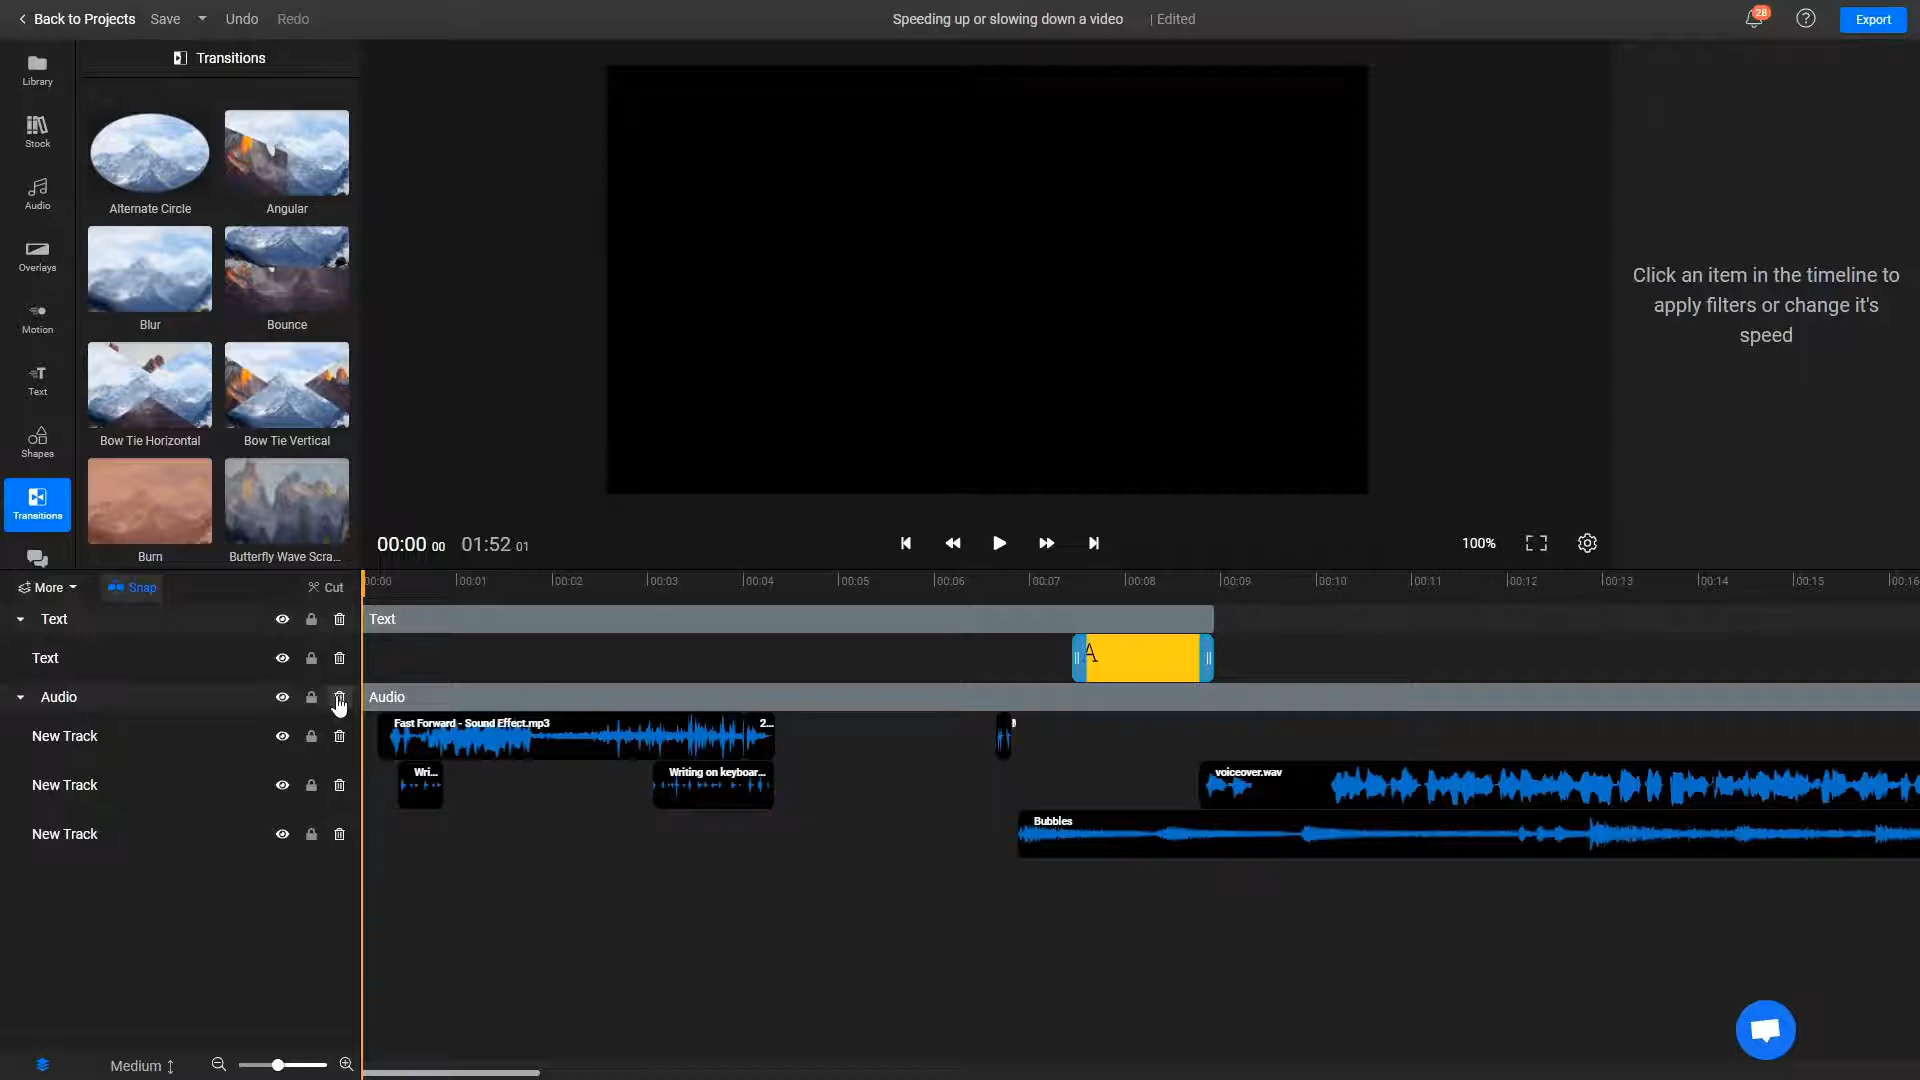 Back to Projects Save Undo Redo
Speeding up or slowing down a video | Edited
28
Export
Library
Stock
Audio
Overlays
Motion
Text
Shapes
Transitions
Transitions
Alternate Circle
Angular
Blur
Bounce
Bow Tie Horizontal
Bow Tie Vertical
Burn
Butterfly Wave Scra...
Click an item in the timeline to
apply filters or change it's
speed
00:00 00 01:52 01
100%
More Snap Cut
00:00 00:01 00:02 00:03 00:04 00:05 00:06 00:07 00:08 00:09 00:10 00:11 00:12 00:13 00:14 00:15 00:16
Text
Text
Text
A
Audio
Audio
New Track
Fast Forward - Sound Effect.mp3 2...
New Track
Wri...
Writing on keyboar...
voiceover.wav
New Track
Bubbles
Medium